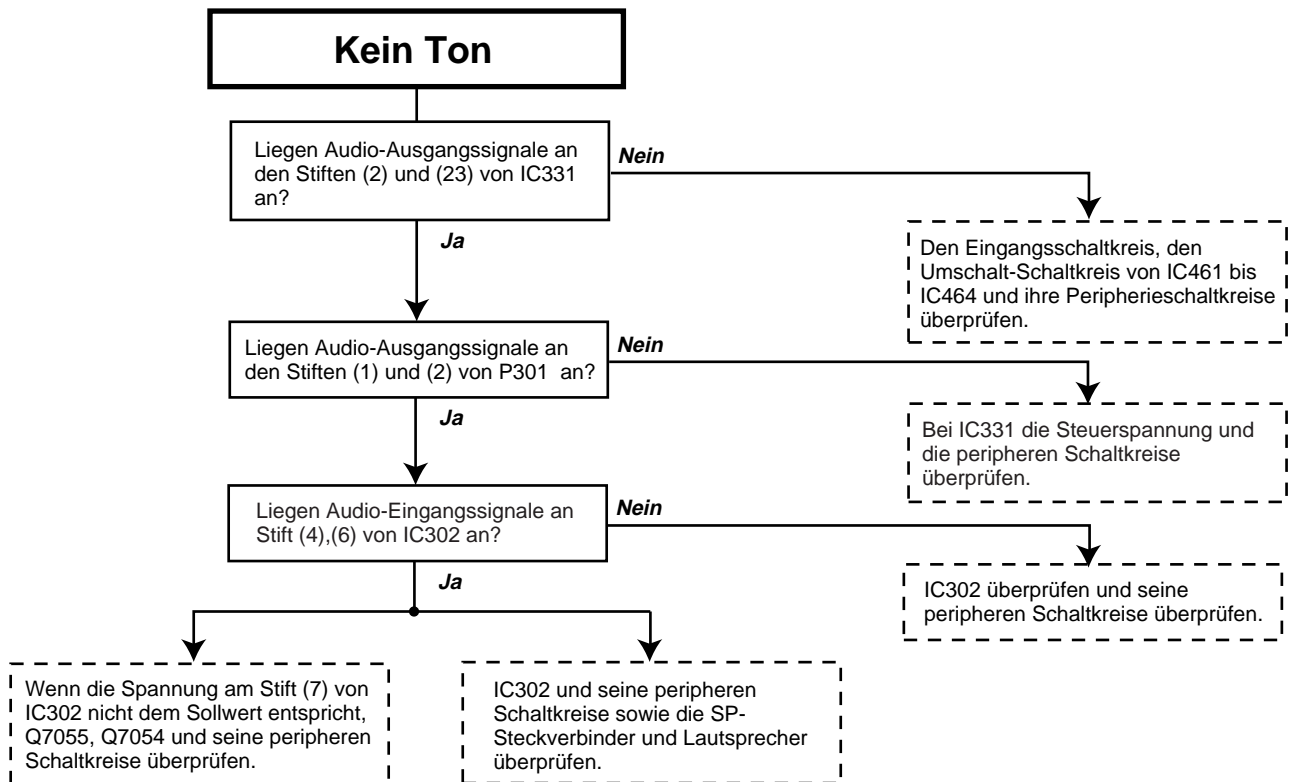 Kein Ton
Liegen Audio-Ausgangssignale an
den Stiften (2) und (23) von IC331
an?
Nein
Ja
Den Eingangsschaltkreis, den
Umschalt-Schaltkreis von IC461 bis
IC464 und ihre Peripherieschaltkreise
überprüfen.
Liegen Audio-Ausgangssignale an
den Stiften (1) und (2) von P301 an?
Nein
Ja
Bei IC331 die Steuerspannung und
die peripheren Schaltkreise
überprüfen.
Liegen Audio-Eingangssignale an
Stift (4),(6) von IC302 an?
Nein
Ja
IC302 überprüfen und seine
peripheren Schaltkreise überprüfen.
Wenn die Spannung am Stift (7) von
IC302 nicht dem Sollwert entspricht,
Q7055, Q7054 und seine peripheren
Schaltkreise überprüfen.
IC302 und seine peripheren
Schaltkreise sowie die SP-
Steckverbinder und Lautsprecher
überprüfen.